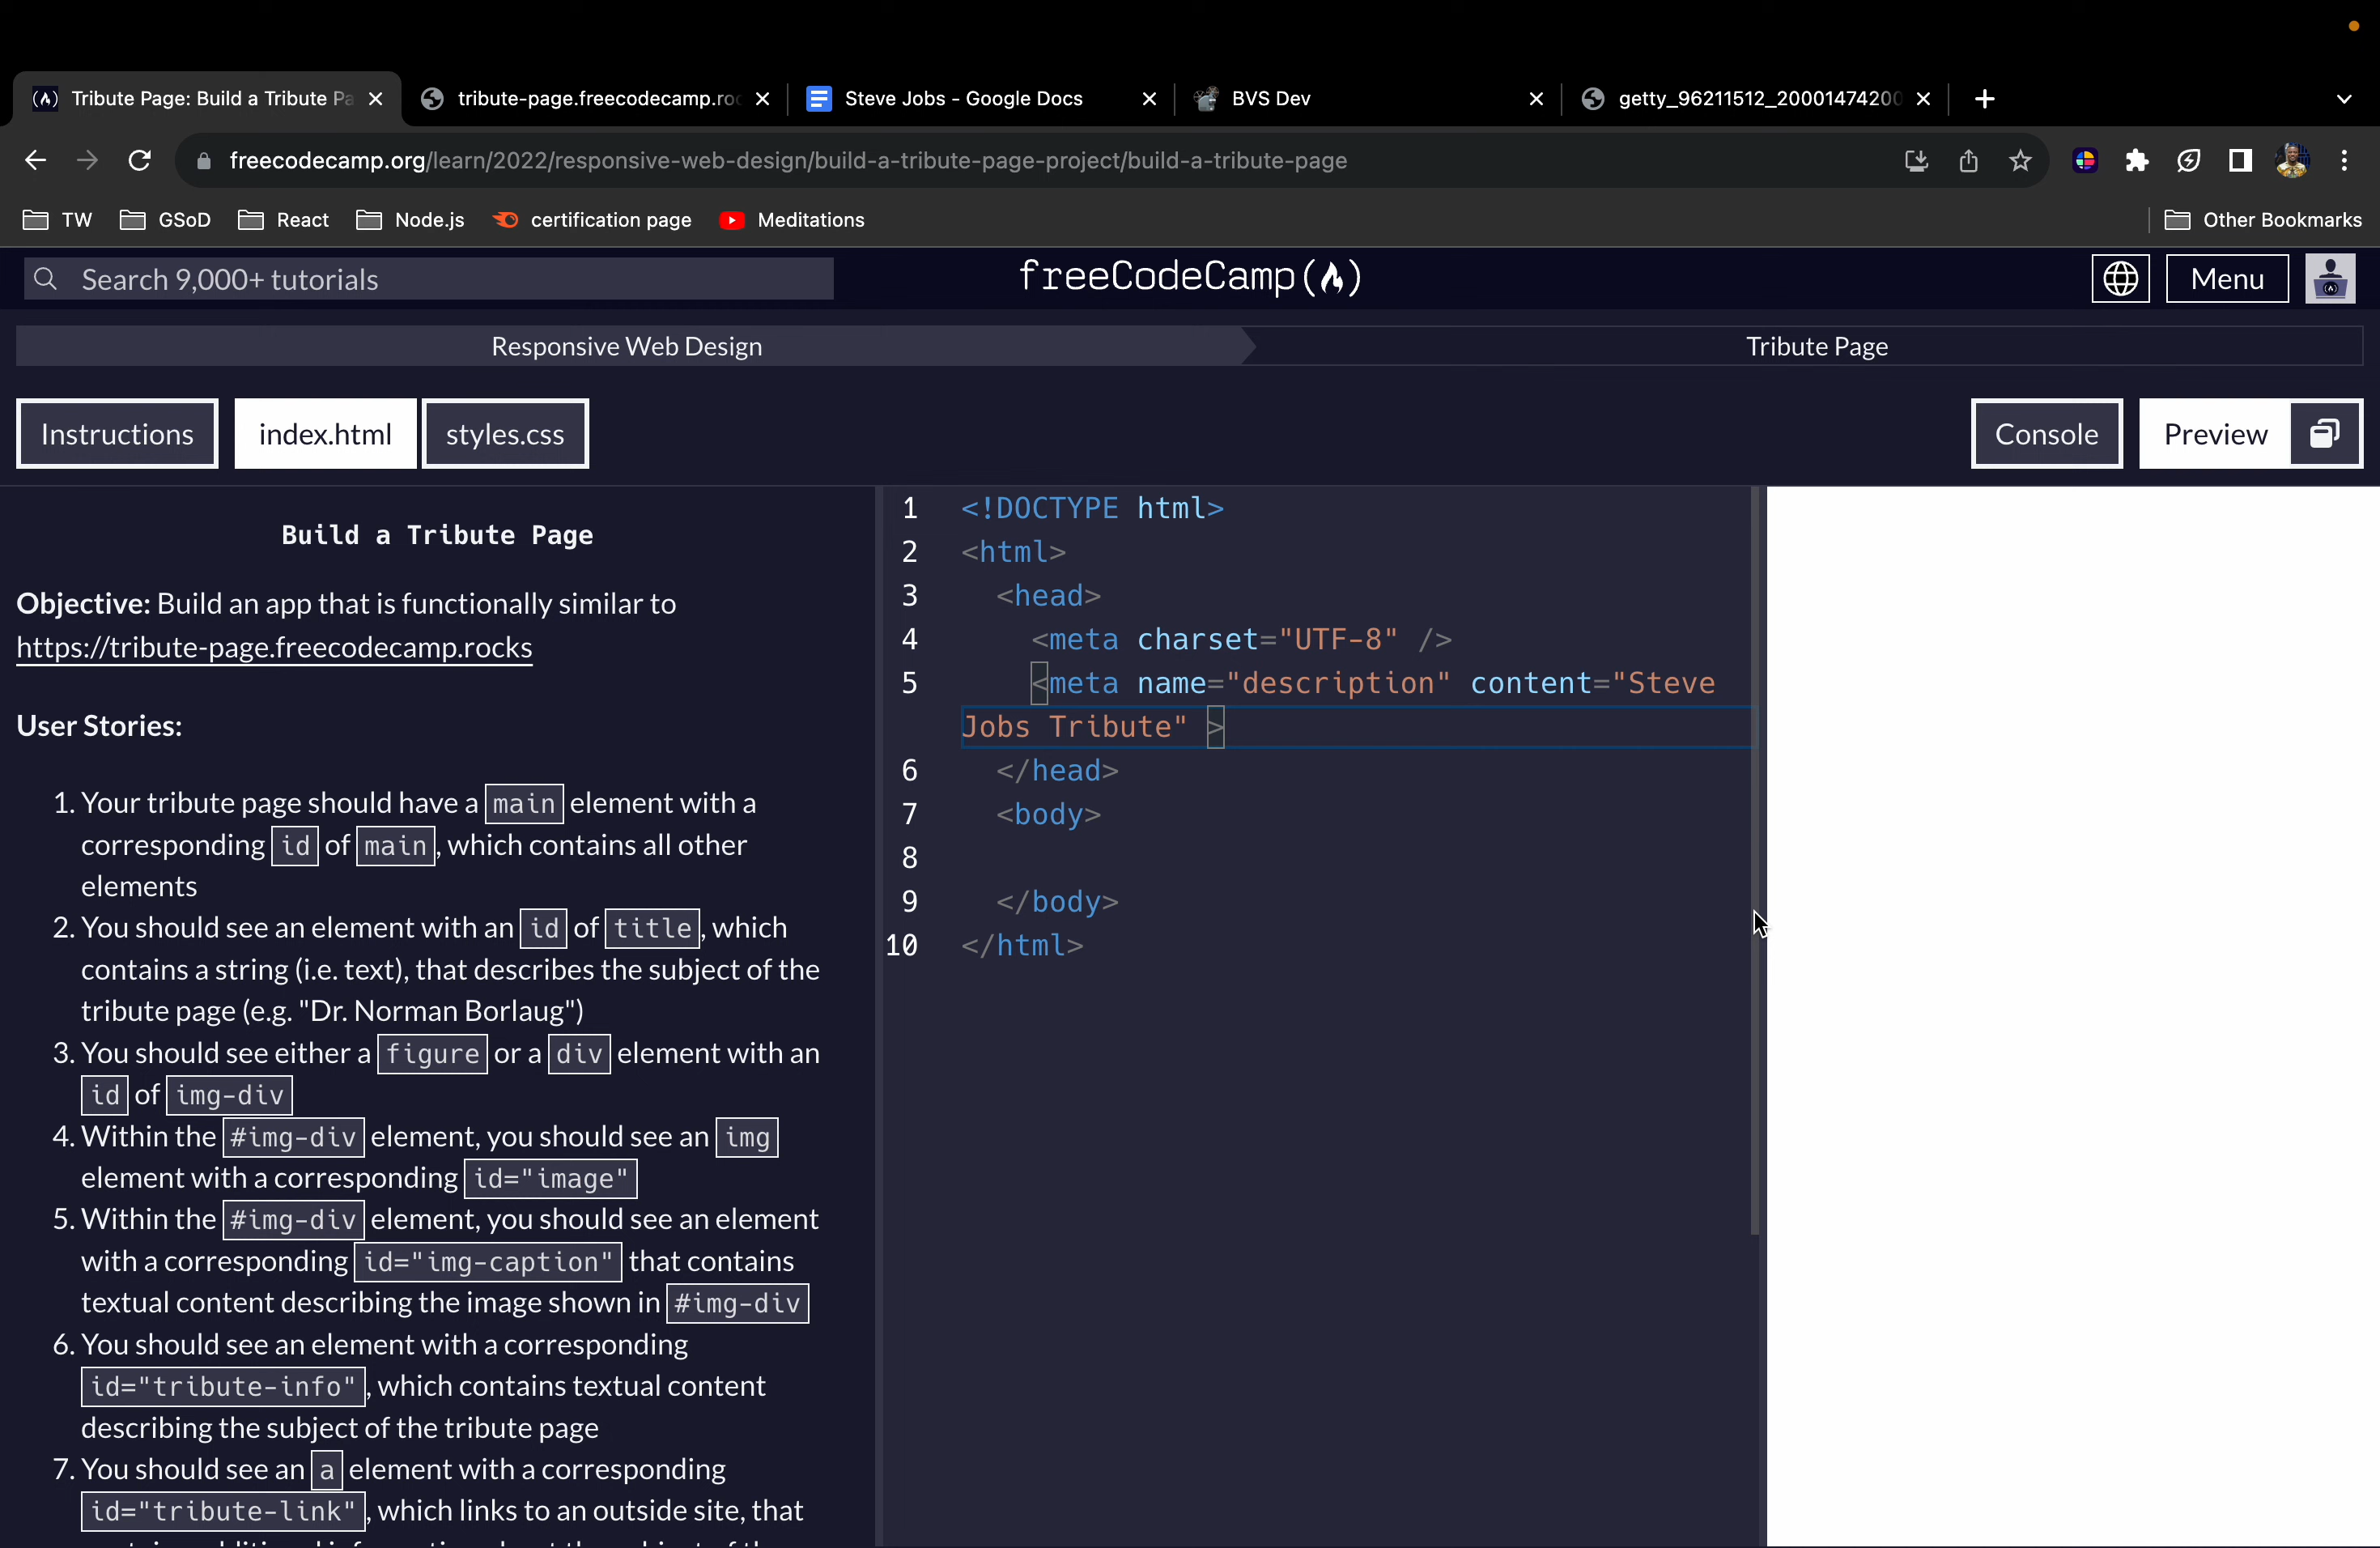 Tribute Page: Build a Tribute Pa
tribute-page.freecodecamp.roc
Steve Jobs - Google Docs
BVS Dev
getty_96211512_20001474200
freecodecamp.org/learn/2022/responsive-web-design/build-a-tribute-page-project/build-a-tribute-page
TW
GSoD
React
Node.js
certification page
Meditations
Other Bookmarks
Search 9,000+ tutorials
freeCodeCamp
Menu
Responsive Web Design
Tribute Page
Instructions
index.html
styles.css
Console
Preview
Build a Tribute Page
Objective: Build an app that is functionally similar to
https://tribute-page.freecodecamp.rocks
User Stories:
1. Your tribute page should have a main element with a
corresponding id of main, which contains all other
elements
2. You should see an element with an id of title, which
contains a string (i.e. text), that describes the subject of the
tribute page (e.g. "Dr. Norman Borlaug")
3. You should see either a figure or a div element with an
id of img-div
4. Within the #img-div element, you should see an img
element with a corresponding id="image"
5. Within the #img-div element, you should see an element
with a corresponding id="img-caption" that contains
textual content describing the image shown in #img-div
6. You should see an element with a corresponding
id="tribute-info", which contains textual content
describing the subject of the tribute page
7. You should see an a element with a corresponding
id="tribute-link", which links to an outside site, that
1 <!DOCTYPE html>
2 <html>
3 <head>
4 <meta charset="UTF-8" />
5 <meta name="description" content="Steve
Jobs Tribute" >
6 </head>
7 <body>
8
9 </body>
10 </html>